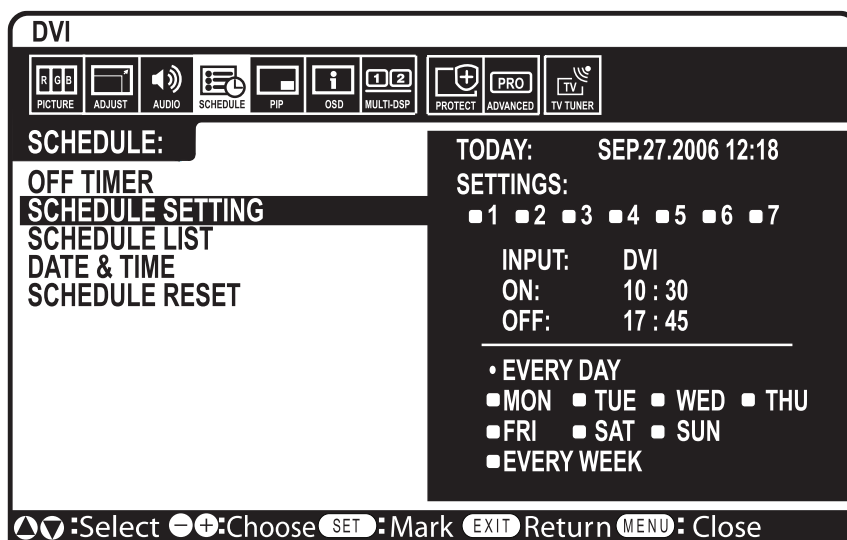 DVI
R G B 1 2 PRO TV
PICTURE ADJUST AUDIO SCHEDULE PIP OSD MULTI-DSP PROTECT ADVANCED TV TUNER
SCHEDULE:
OFF TIMER
SCHEDULE SETTING
SCHEDULE LIST
DATE & TIME
SCHEDULE RESET
TODAY: SEP.27.2006 12:18
SETTINGS:
1 2 3 4 5 6 7
INPUT: DVI
ON: 10 : 30
OFF: 17 : 45
• EVERY DAY
MON TUE WED THU
FRI SAT SUN
EVERY WEEK
:Select :Choose SET : Mark EXIT Return MENU : Close